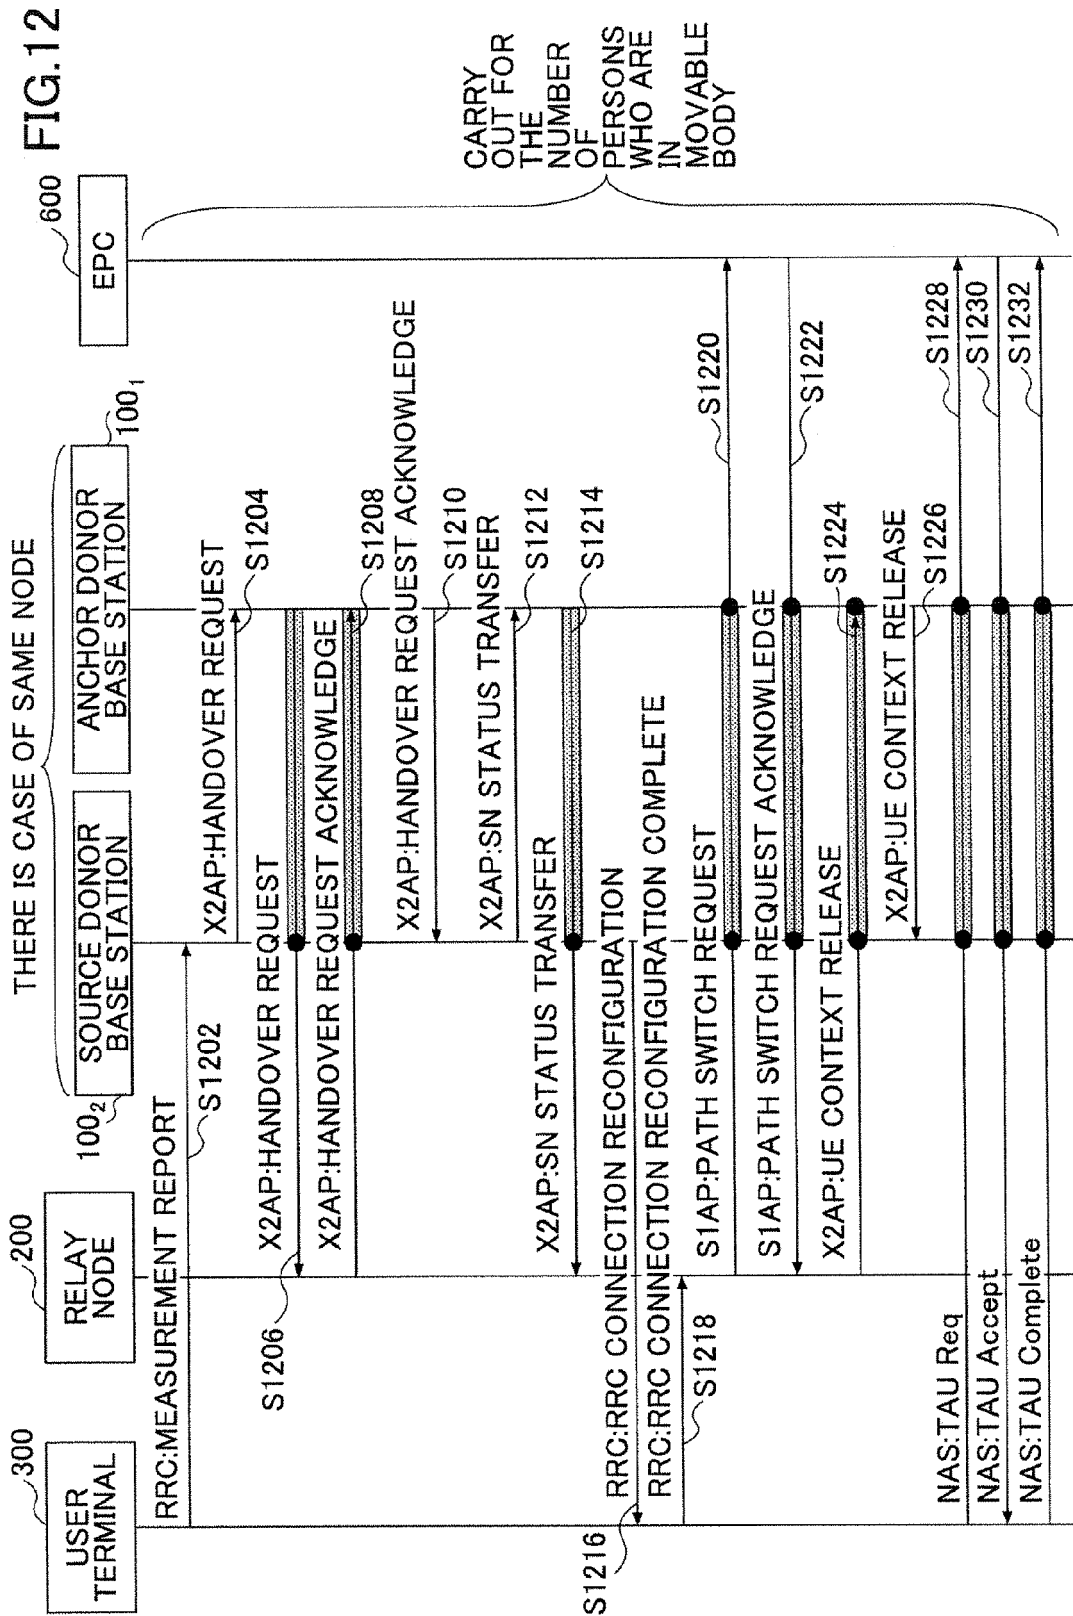 FIG.12
THERE IS CASE OF SAME NODE
300
200
100₂
100₁
600
USER
TERMINAL
RELAY
NODE
SOURCE DONOR
BASE STATION
ANCHOR DONOR
BASE STATION
EPC
RRC:MEASUREMENT REPORT
S1202
X2AP:HANDOVER REQUEST
S1204
X2AP:HANDOVER REQUEST
S1206
X2AP:HANDOVER REQUEST ACKNOWLEDGE
S1208
X2AP:HANDOVER REQUEST ACKNOWLEDGE
S1210
X2AP:SN STATUS TRANSFER
S1212
X2AP:SN STATUS TRANSFER
S1214
RRC:RRC CONNECTION RECONFIGURATION
S1216
RRC:RRC CONNECTION RECONFIGURATION COMPLETE
S1218
S1AP:PATH SWITCH REQUEST
S1220
S1AP:PATH SWITCH REQUEST ACKNOWLEDGE
S1222
X2AP:UE CONTEXT RELEASE
S1224
X2AP:UE CONTEXT RELEASE
S1226
NAS:TAU Req
S1228
NAS:TAU Accept
S1230
NAS:TAU Complete
S1232
CARRY
OUT FOR
THE
NUMBER
OF
PERSONS
WHO ARE
IN
MOVABLE
BODY